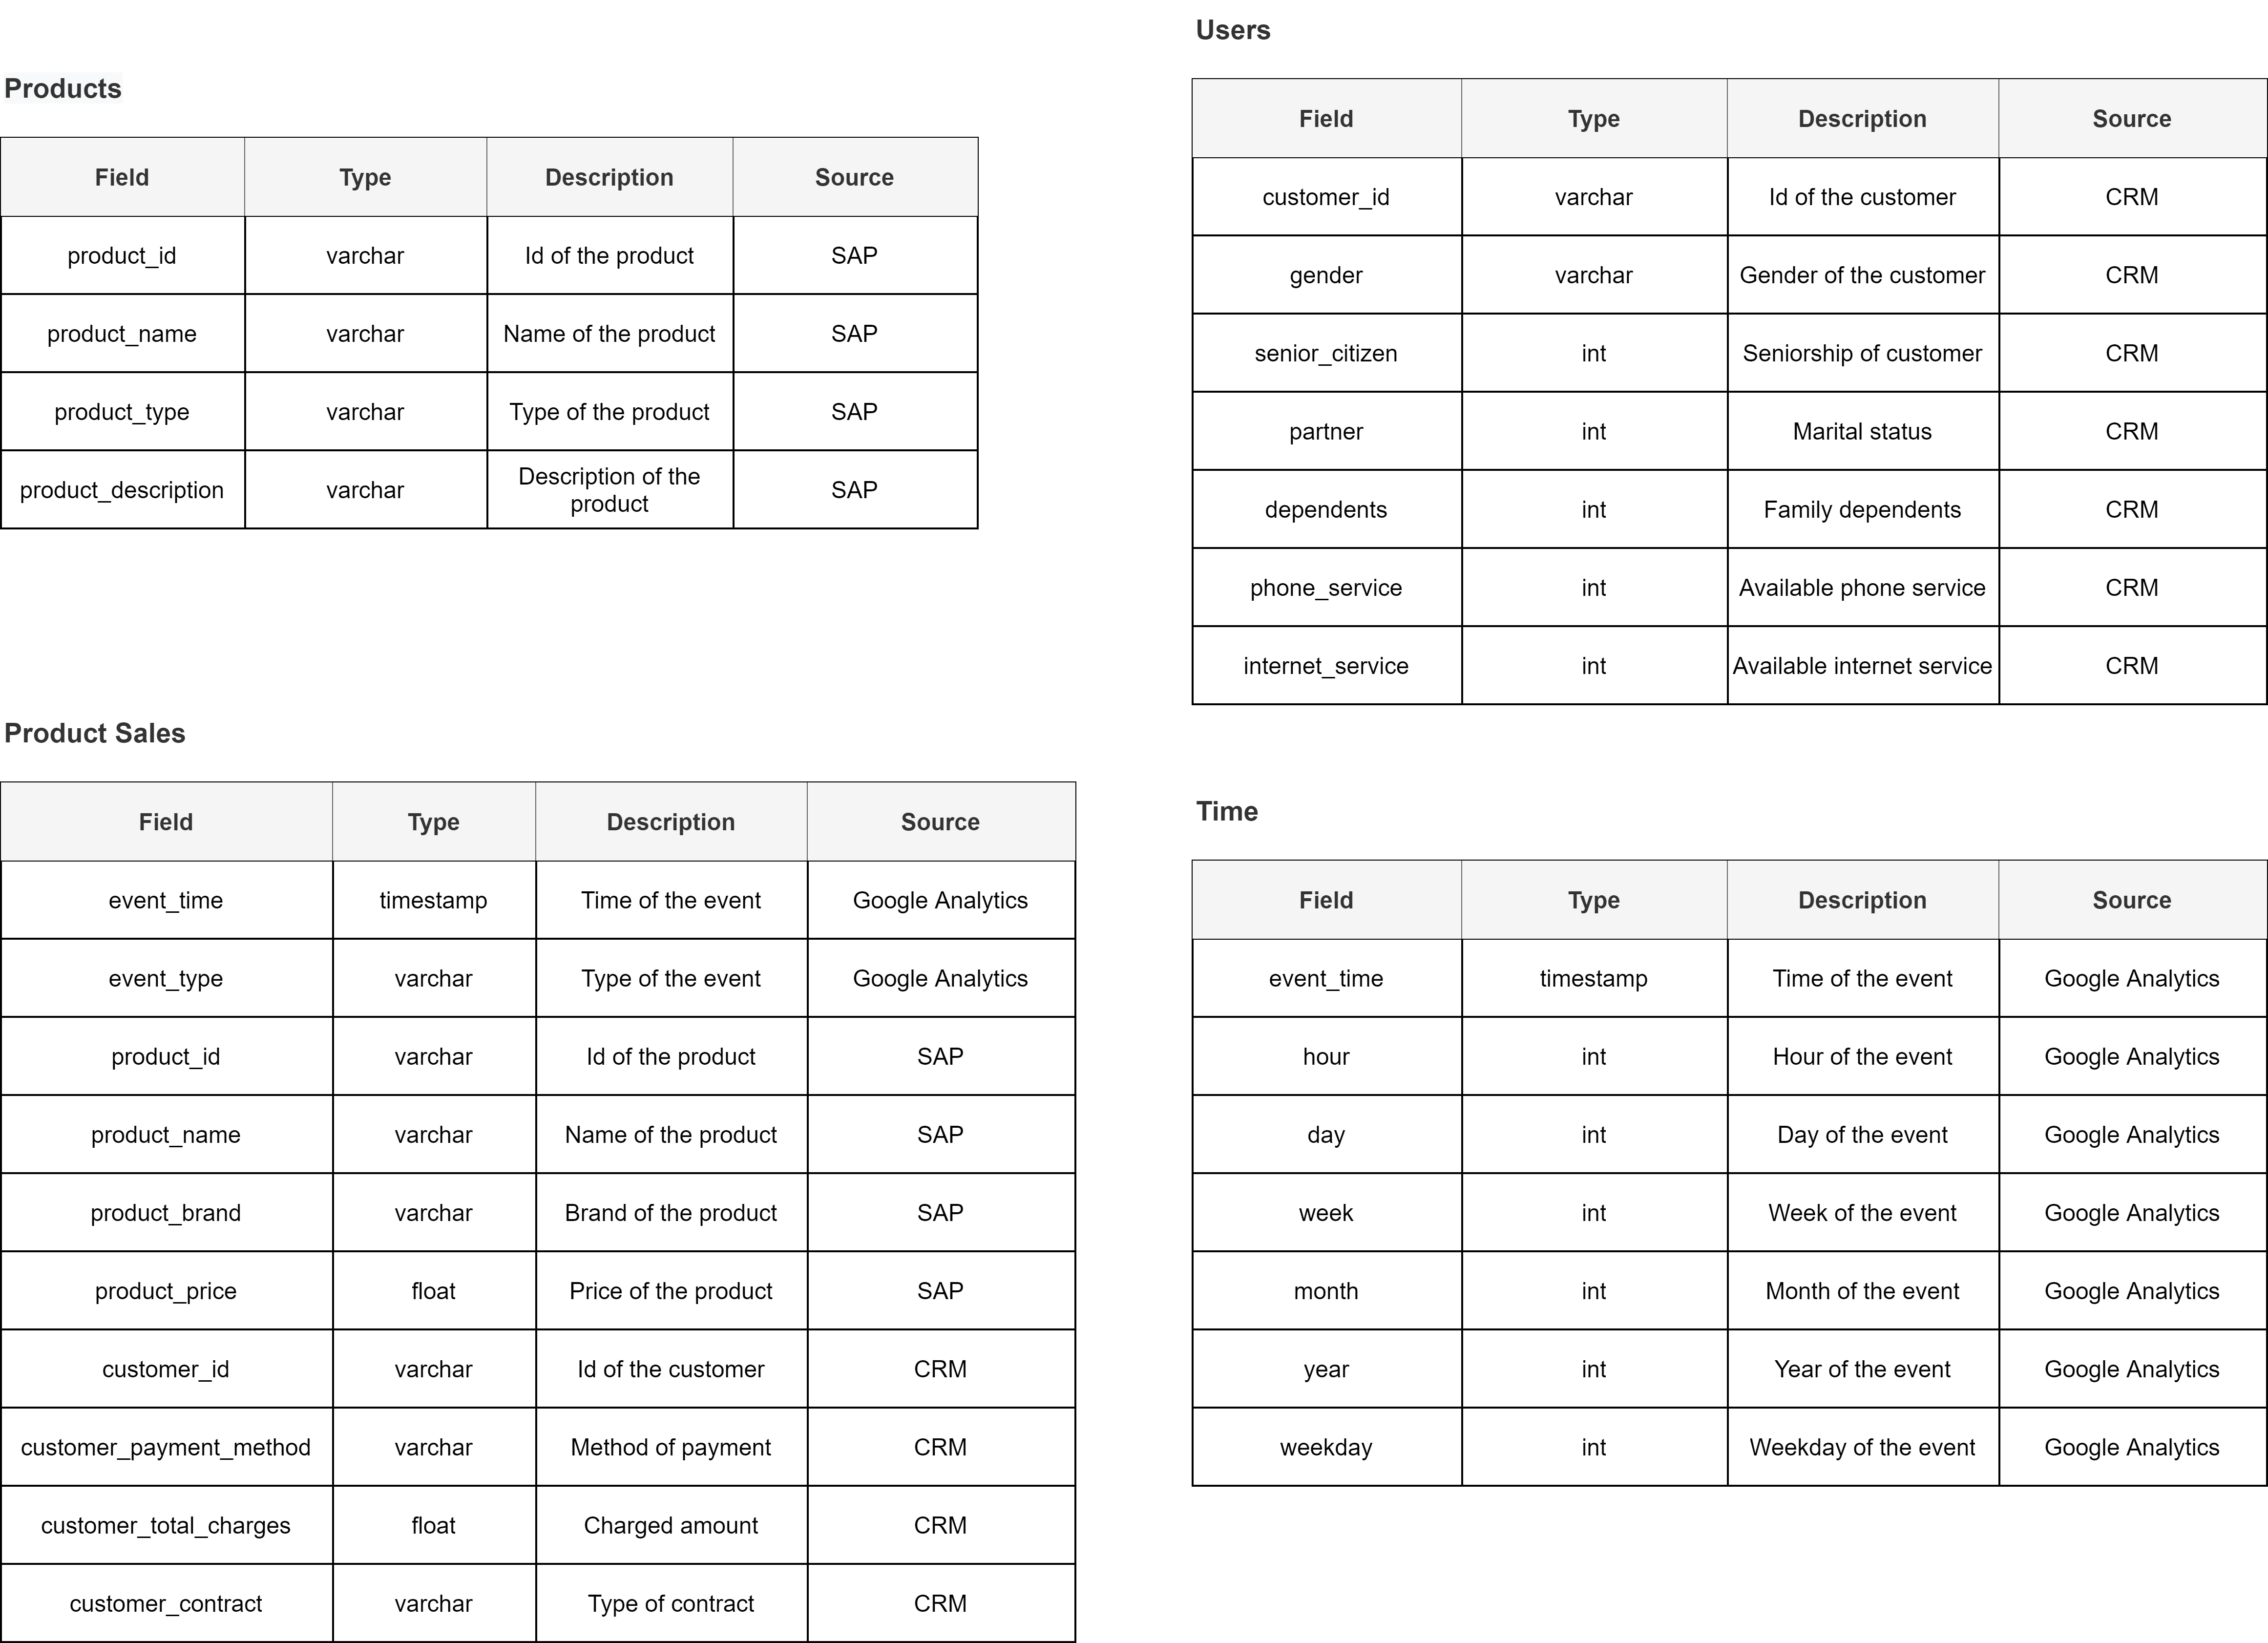 Products
Field Type Description Source
product_id varchar Id of the product SAP
product_name varchar Name of the product SAP
product_type varchar Type of the product SAP
product_description varchar Description of the
product SAP
Users
Field Type Description Source
customer_id varchar Id of the customer CRM
gender varchar Gender of the customer CRM
senior_citizen int Seniorship of customer CRM
partner int Marital status CRM
dependents int Family dependents CRM
phone_service int Available phone service CRM
internet_service int Available internet service CRM
Product Sales
Field Type Description Source
event_time timestamp Time of the event Google Analytics
event_type varchar Type of the event Google Analytics
product_id varchar Id of the product SAP
product_name varchar Name of the product SAP
product_brand varchar Brand of the product SAP
product_price float Price of the product SAP
customer_id varchar Id of the customer CRM
customer_payment_method varchar Method of payment CRM
customer_total_charges float Charged amount CRM
customer_contract varchar Type of contract CRM
Time
Field Type Description Source
event_time timestamp Time of the event Google Analytics
hour int Hour of the event Google Analytics
day int Day of the event Google Analytics
week int Week of the event Google Analytics
month int Month of the event Google Analytics
year int Year of the event Google Analytics
weekday int Weekday of the event Google Analytics